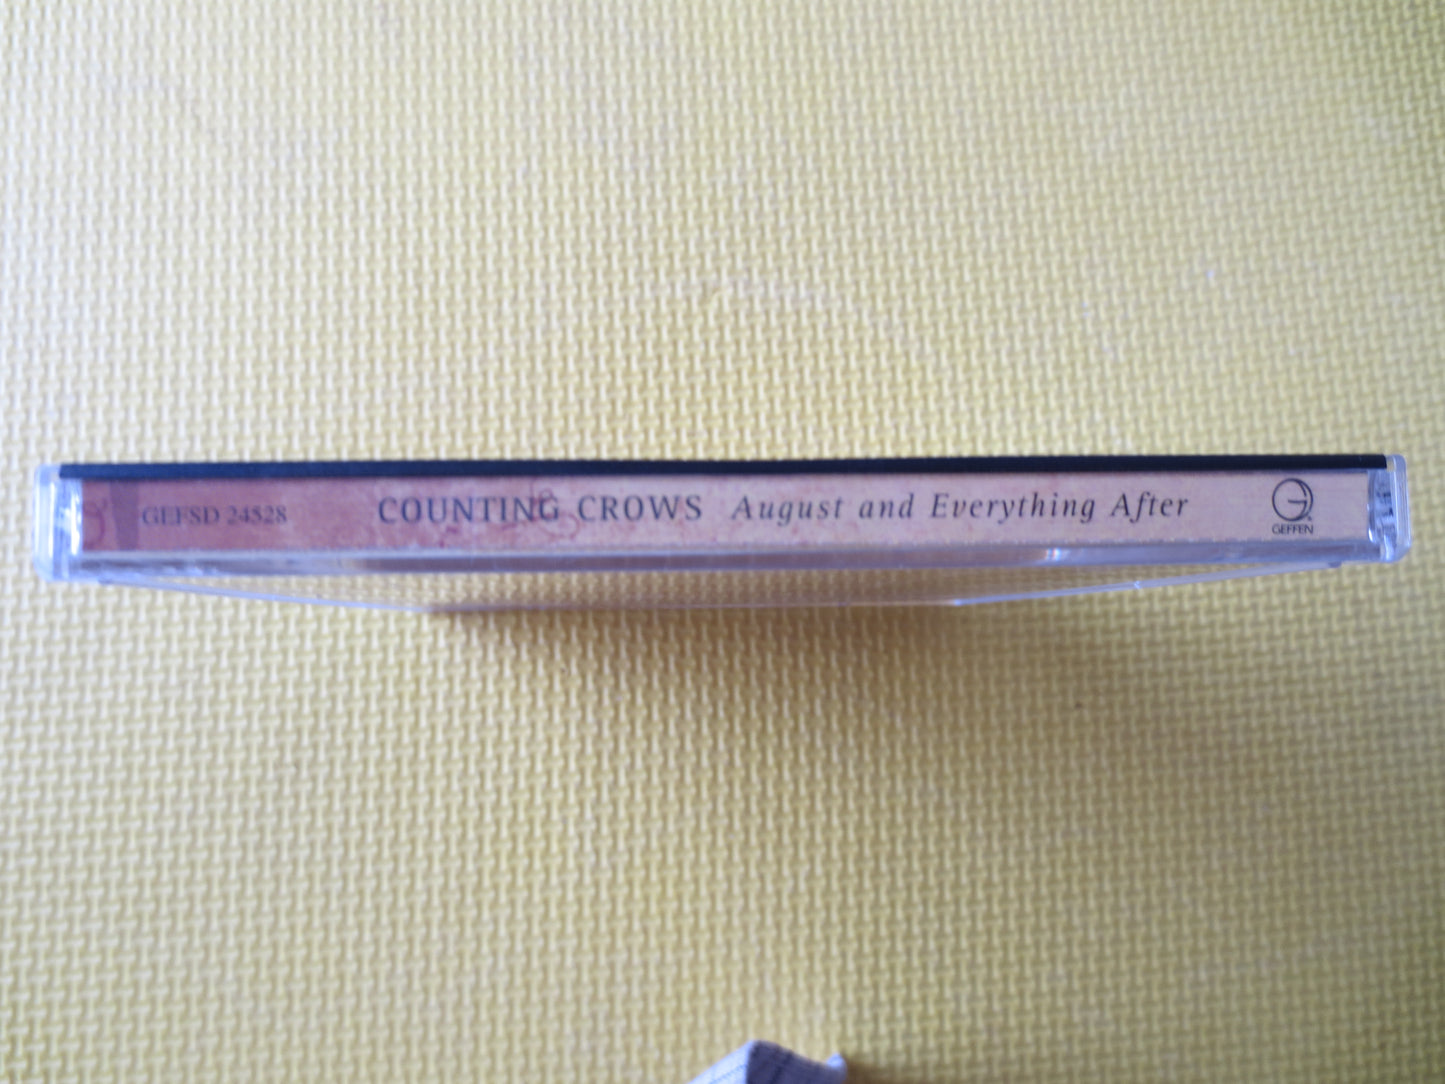 GEFSD 24528 COUNTING CROWS August and Everything After
GEFFEN